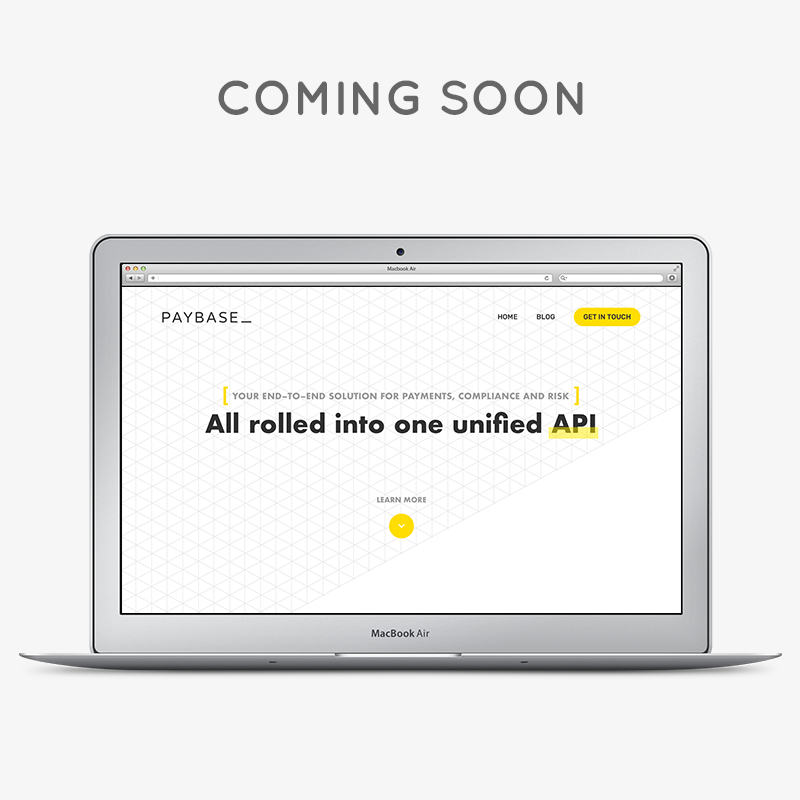 COMING SOON
Macbook Air
PAYBASE_
HOME BLOG GET IN TOUCH
[ YOUR END-TO-END SOLUTION FOR PAYMENTS, COMPLIANCE AND RISK ]
All rolled into one unified API
LEARN MORE
MacBook Air